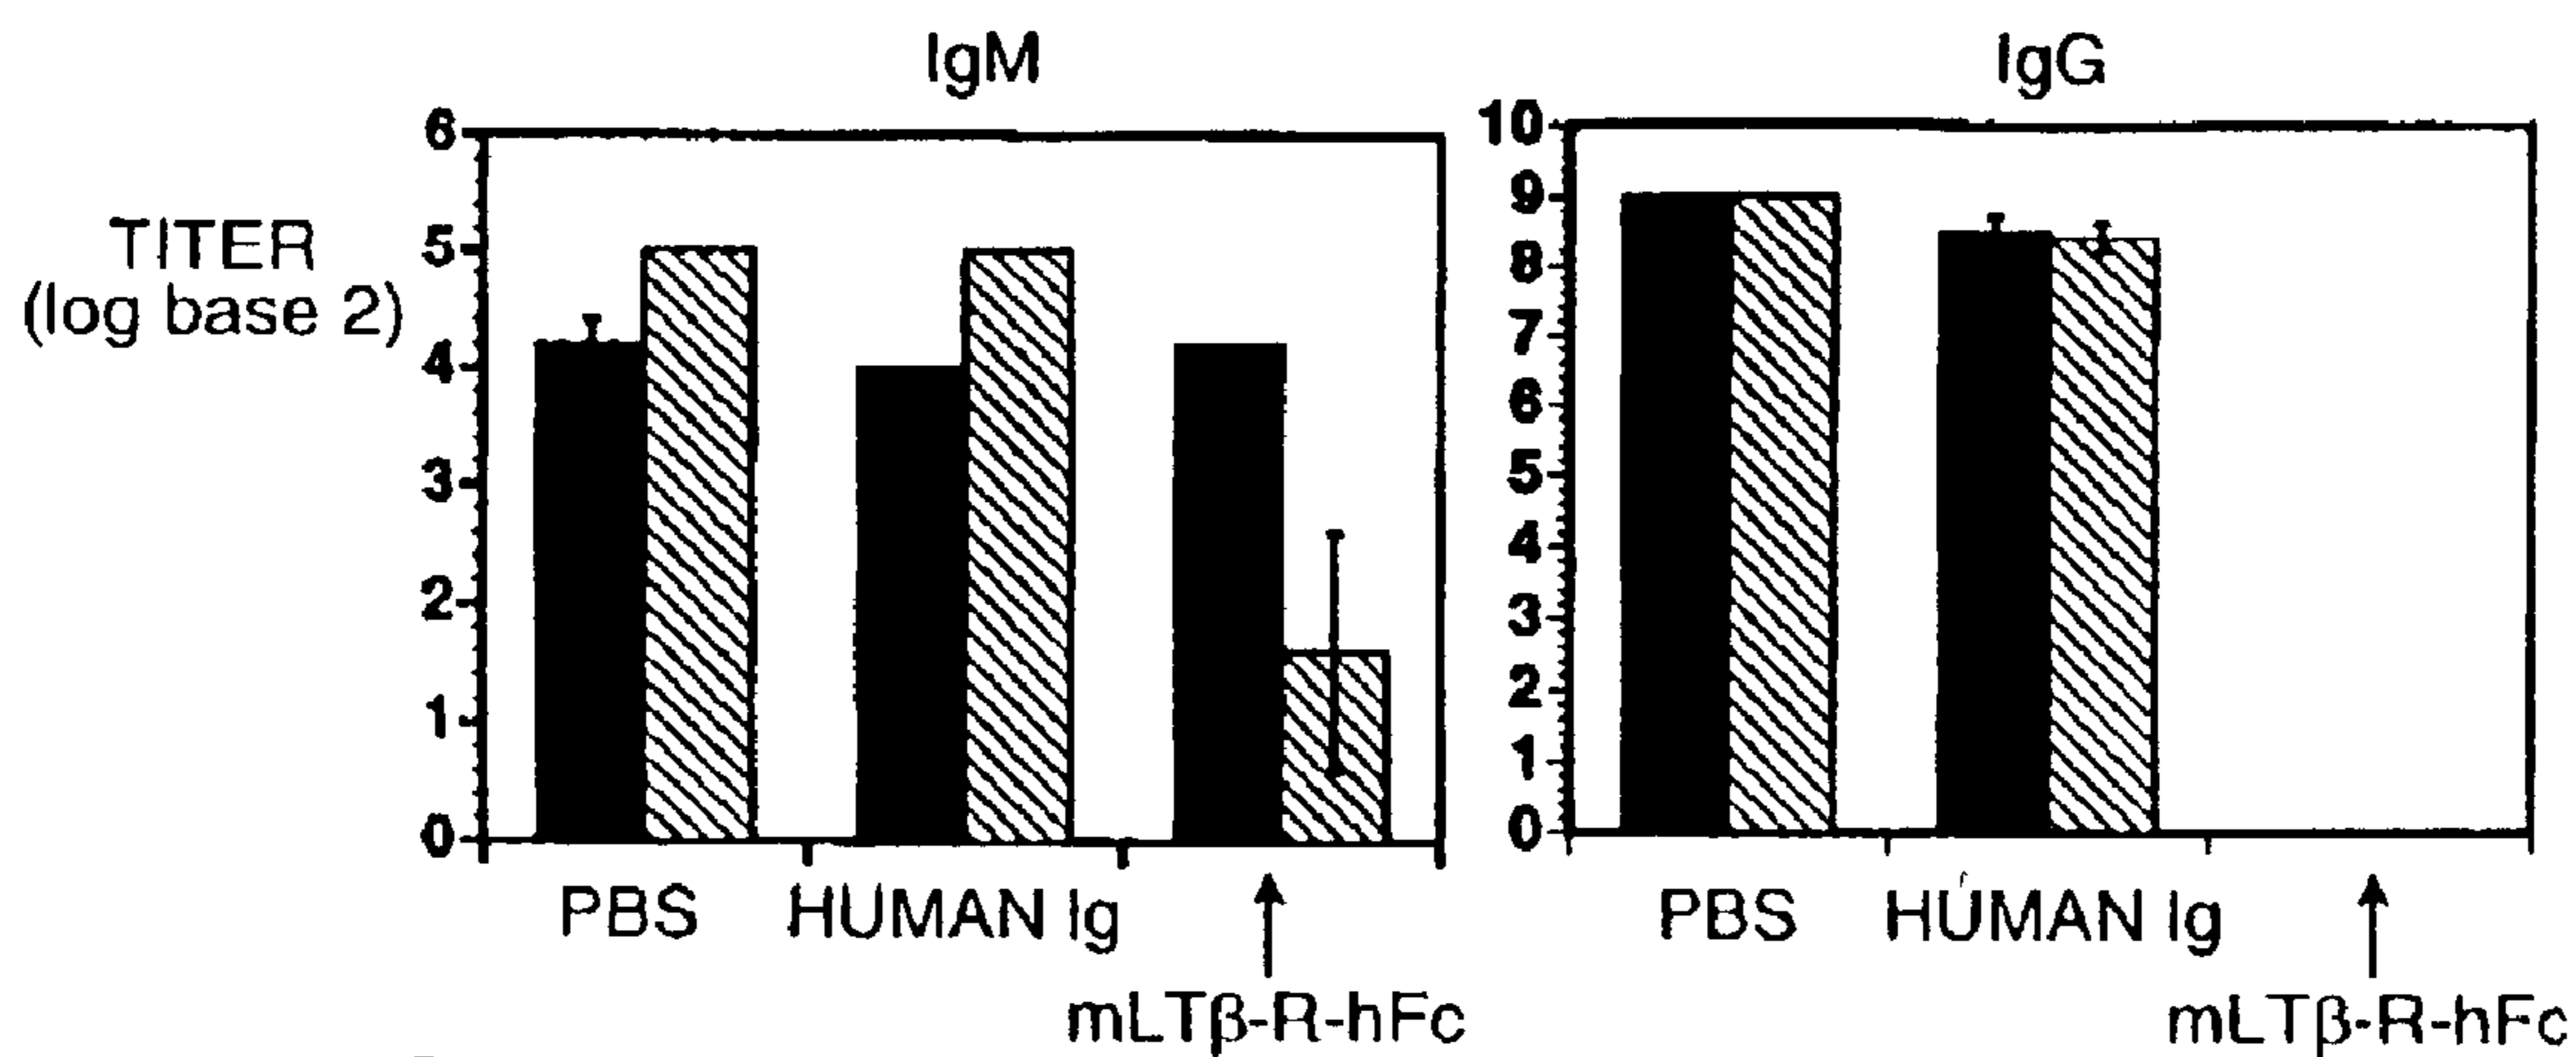 IgM
6
5
4
3
2
1
0
TITER
(log base 2)
PBS
HUMAN Ig
mLTβ-R-hFc
IgG
10
9
8
7
6
5
4
3
2
1
0
PBS
HUMAN Ig
mLTβ-R-hFc